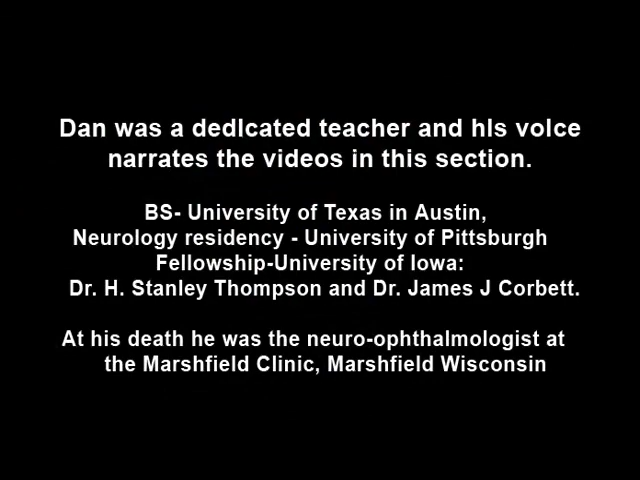 Dan was a dedicated teacher and his voice
narrates the videos in this section.
BS- University of Texas in Austin,
Neurology residency - University of Pittsburgh
Fellowship-University of Iowa:
Dr. H. Stanley Thompson and Dr. James J Corbett.
At his death he was the neuro-ophthalmologist at
the Marshfield Clinic, Marshfield Wisconsin